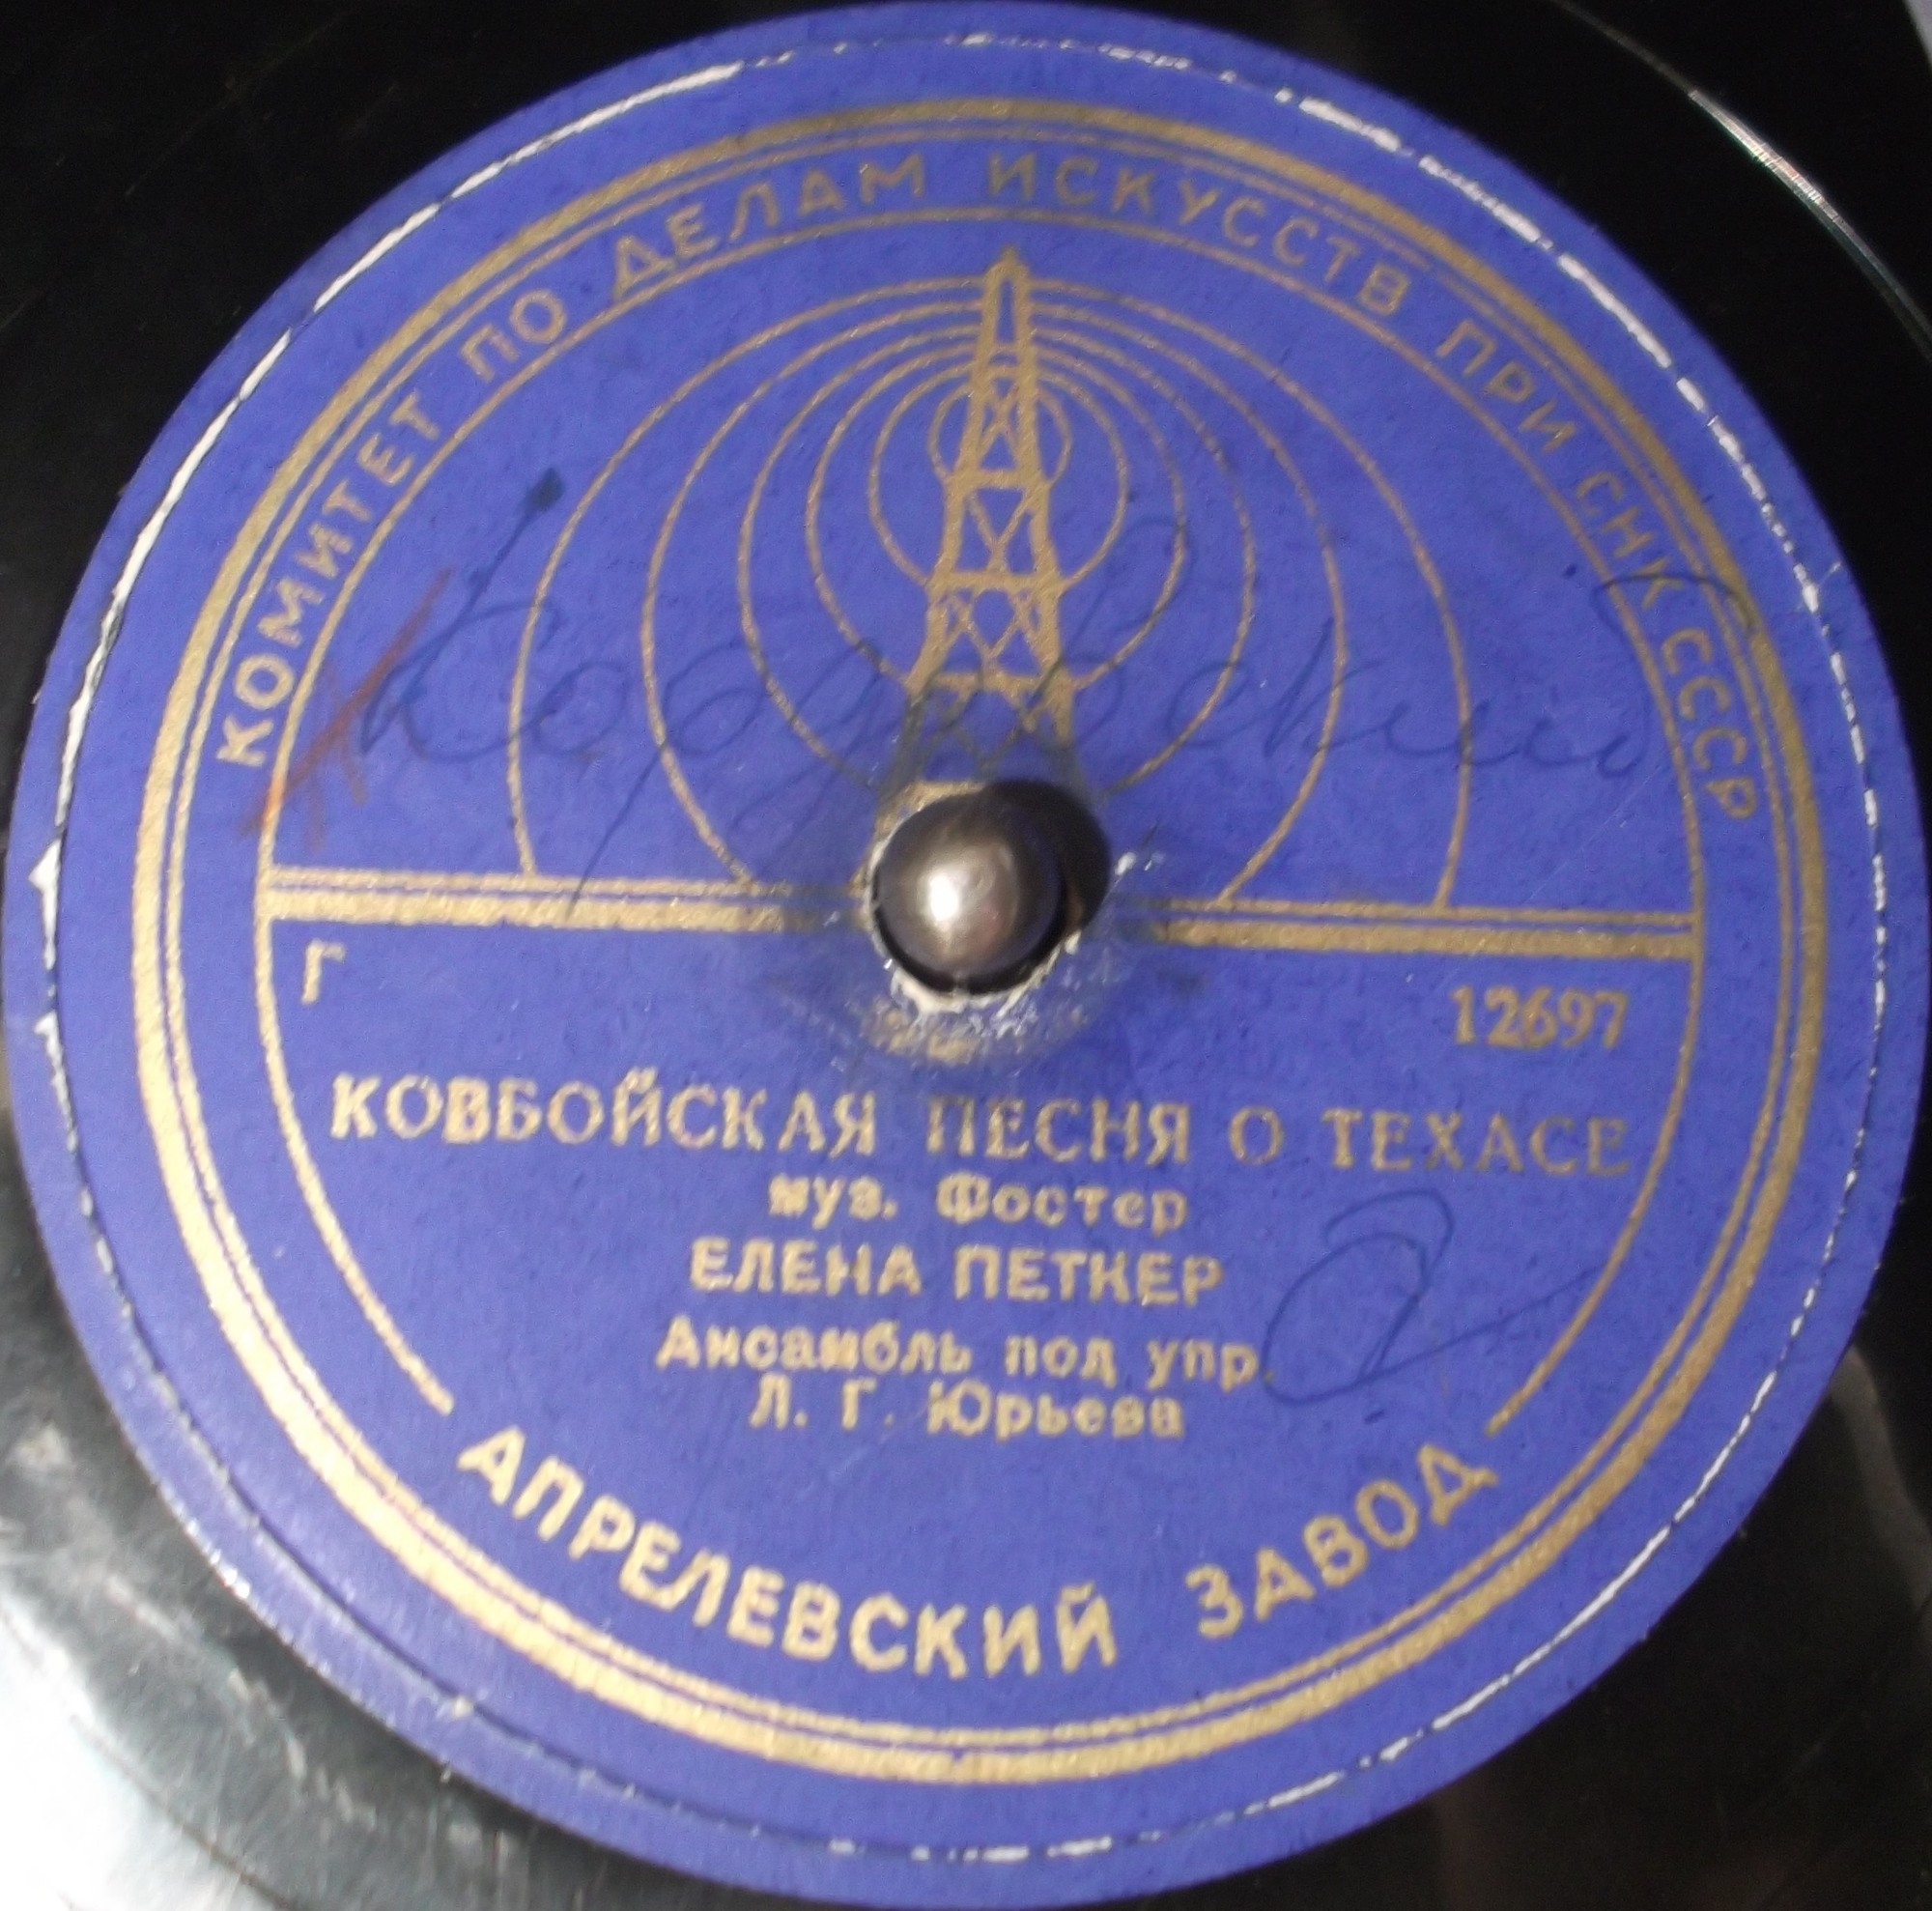 КОМИТЕТ ПО ДЕЛАМ ИСКУССТВ ПРИ СНК СССР
Г 12697
КОВБОЙСКАЯ ПЕСНЯ О ТЕХАСЕ
муз. Фостер
ЕЛЕНА ПЕТКЕР
Ансамбль под упр.
Л. Г. Юрьева
АПРЕЛЕВСКИЙ ЗАВОД